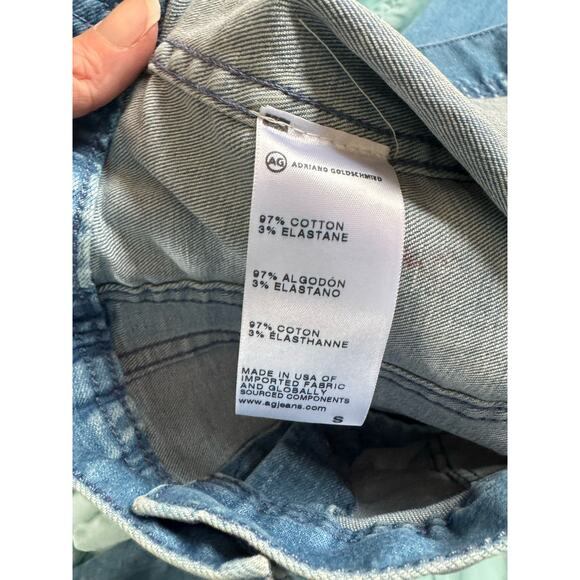 AG ADRIANO GOLDSCHMIED
97% COTTON
3% ELASTANE
97% ALGODÓN
3% ELASTANO
97% COTON
3% ÉLASTHANNE
MADE IN USA OF
IMPORTED FABRIC
AND GLOBALLY
SOURCED COMPONENTS
www.agjeans.com
S